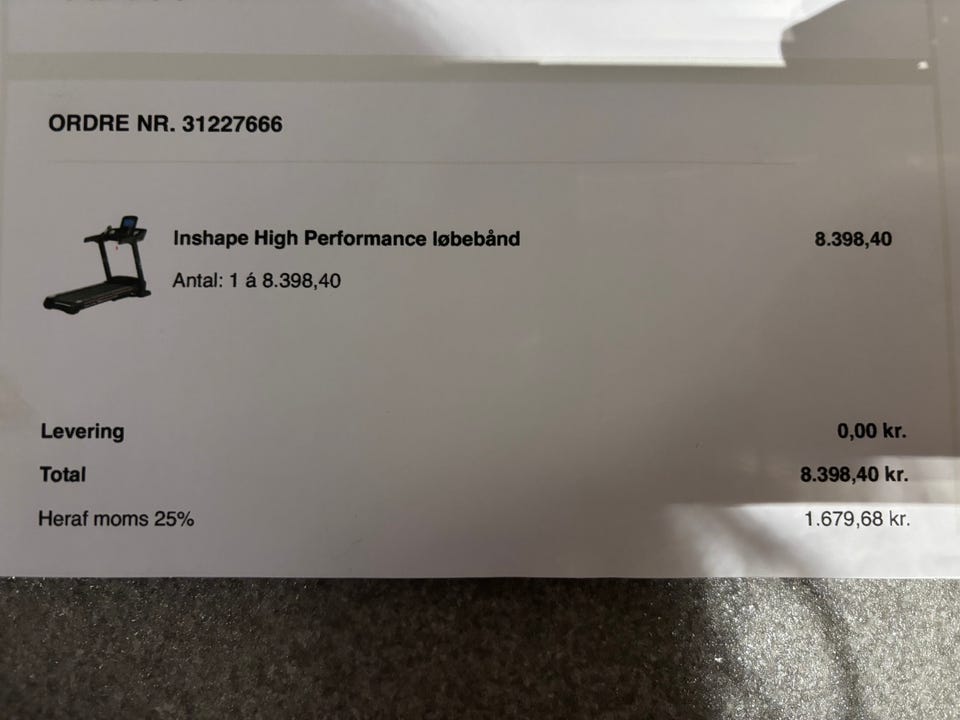 ORDRE NR. 31227666
Inshape High Performance løbebånd 8.398,40
Antal: 1 á 8.398,40
Levering 0,00 kr.
Total 8.398,40 kr.
Heraf moms 25% 1.679,68 kr.